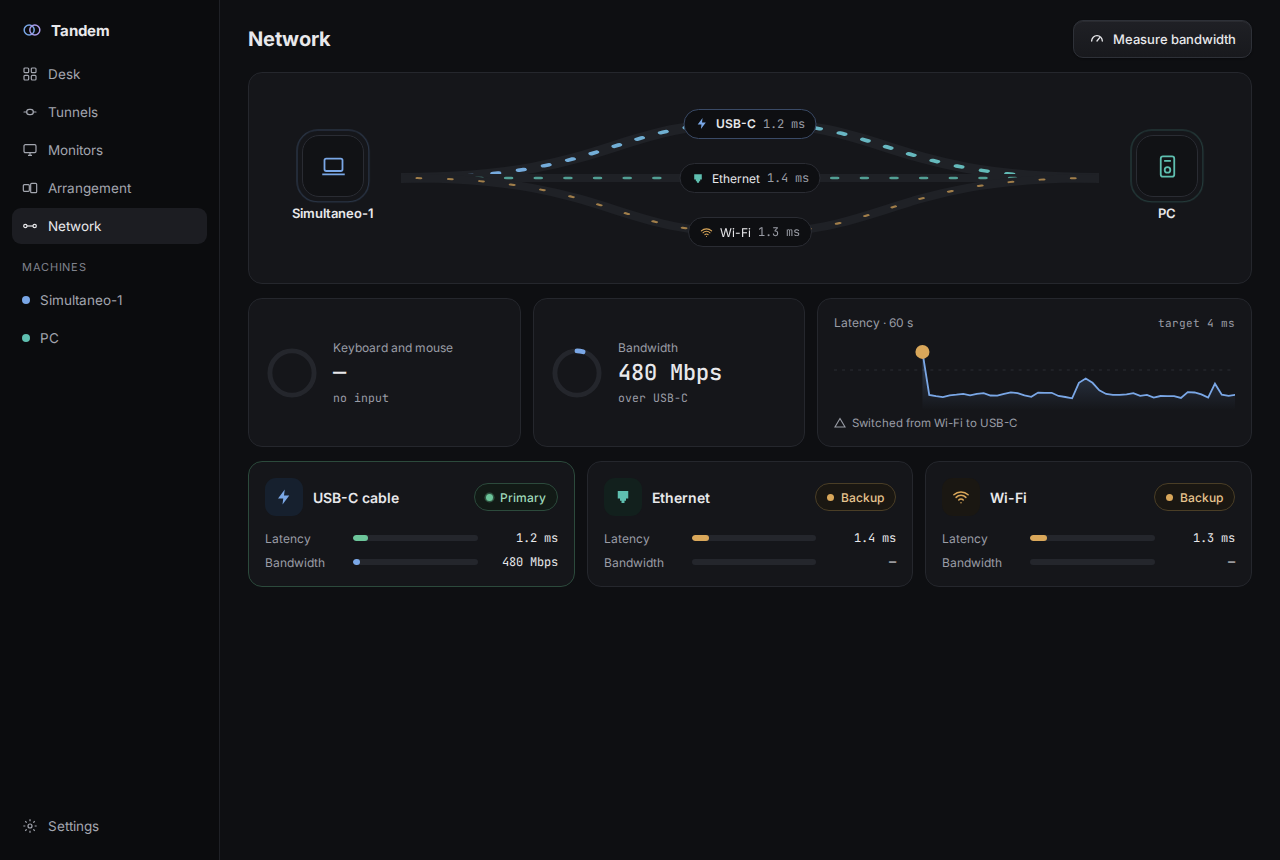 Tandem
Desk
Tunnels
Monitors
Arrangement
Network
MACHINES
Simultaneo-1
PC
Settings
Network
Measure bandwidth
USB-C 1.2 ms
Ethernet 1.4 ms
Wi-Fi 1.3 ms
Simultaneo-1
PC
Keyboard and mouse
—
no input
Bandwidth
480 Mbps
over USB-C
Latency · 60 s
target 4 ms
Switched from Wi-Fi to USB-C
USB-C cable
Primary
Latency 1.2 ms
Bandwidth 480 Mbps
Ethernet
Backup
Latency 1.4 ms
Bandwidth —
Wi-Fi
Backup
Latency 1.3 ms
Bandwidth —